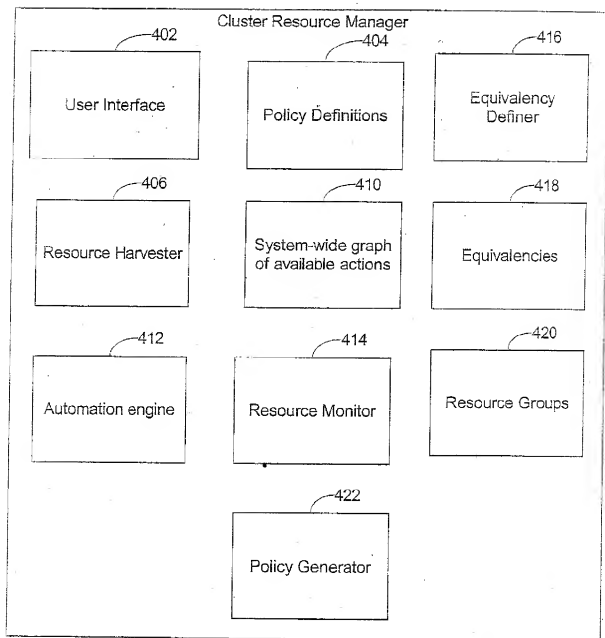 Cluster Resource Manager
402
User Interface
404
Policy Definitions
416
Equivalency
Definer
406
Resource Harvester
410
System-wide graph
of available actions
418
Equivalencies
412
Automation engine
414
Resource Monitor
420
Resource Groups
422
Policy Generator